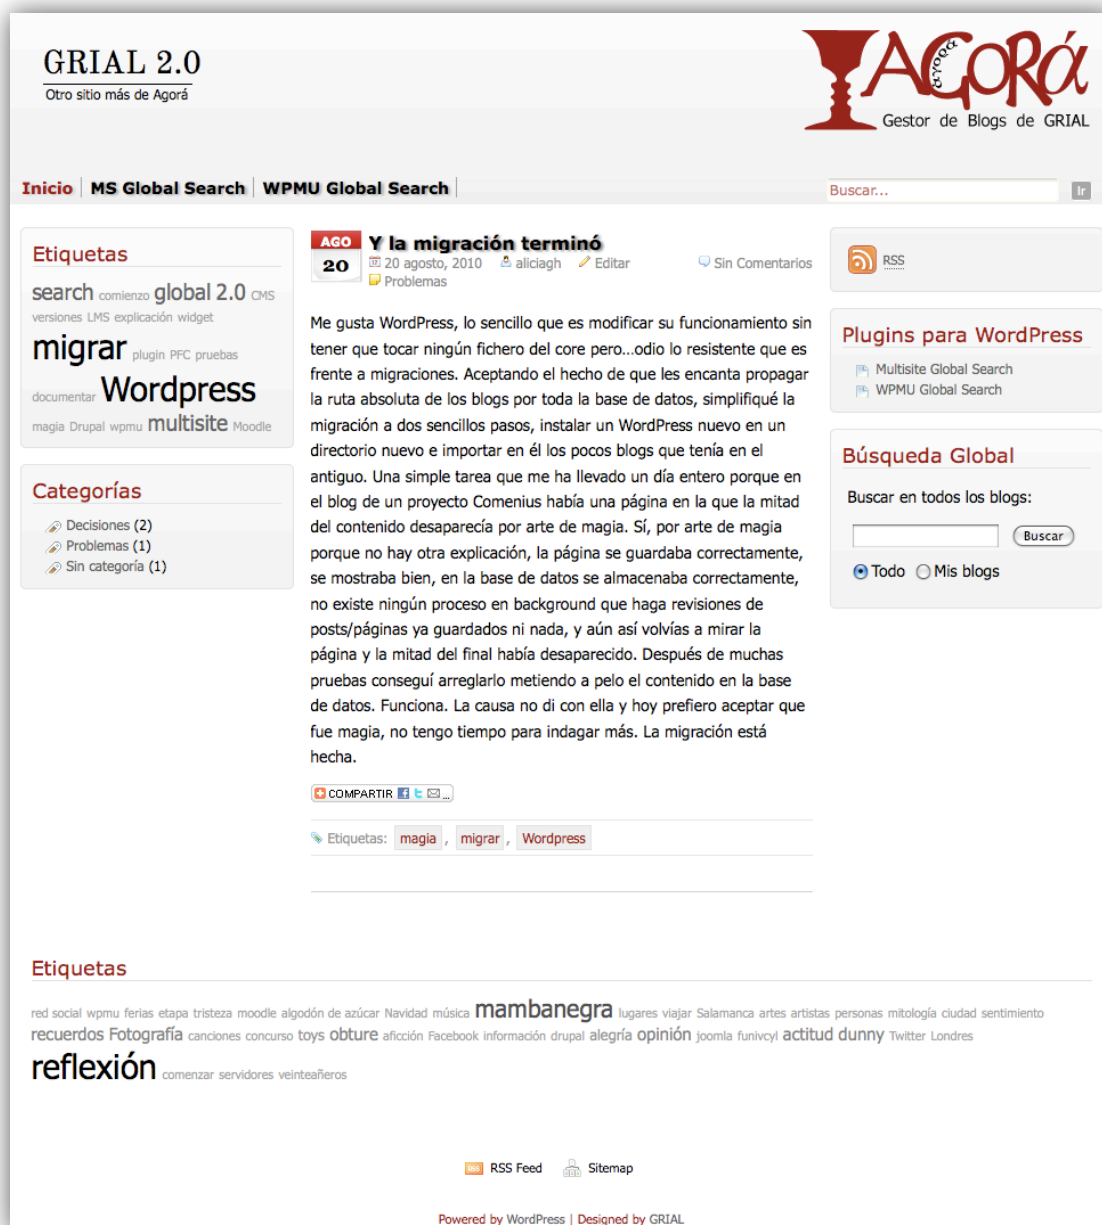 GRIAL 2.0
Otro sitio más de Agorá
AGORá
αγορά
Gestor de Blogs de GRIAL
Inicio MS Global Search WPMU Global Search
Buscar... Ir
Etiquetas
search comienzo global 2.0 CMS
versiones LMS explicación widget
migrar plugin PFC pruebas
documentar Wordpress
magia Drupal wpmu multisite Moodle
Categorías
Decisiones (2)
Problemas (1)
Sin categoría (1)
AGO
20
Y la migración terminó
20 agosto, 2010 aliciagh Editar Sin Comentarios
Problemas
Me gusta WordPress, lo sencillo que es modificar su funcionamiento sin
tener que tocar ningún fichero del core pero...odio lo resistente que es
frente a migraciones. Aceptando el hecho de que les encanta propagar
la ruta absoluta de los blogs por toda la base de datos, simplifiqué la
migración a dos sencillos pasos, instalar un WordPress nuevo en un
directorio nuevo e importar en él los pocos blogs que tenía en el
antiguo. Una simple tarea que me ha llevado un día entero porque en
el blog de un proyecto Comenius había una página en la que la mitad
del contenido desaparecía por arte de magia. Sí, por arte de magia
porque no hay otra explicación, la página se guardaba correctamente,
se mostraba bien, en la base de datos se almacenaba correctamente,
no existe ningún proceso en background que haga revisiones de
posts/páginas ya guardados ni nada, y aún así volvías a mirar la
página y la mitad del final había desaparecido. Después de muchas
pruebas conseguí arreglarlo metiendo a pelo el contenido en la base
de datos. Funciona. La causa no di con ella y hoy prefiero aceptar que
fue magia, no tengo tiempo para indagar más. La migración está
hecha.
COMPARTIR ...
Etiquetas: magia , migrar , Wordpress
RSS
Plugins para WordPress
Multisite Global Search
WPMU Global Search
Búsqueda Global
Buscar en todos los blogs:
Buscar
Todo Mis blogs
Etiquetas
red social wpmu ferias etapa tristeza moodle algodón de azúcar Navidad música mambanegra lugares viajar Salamanca artes artistas personas mitología ciudad sentimiento
recuerdos Fotografía canciones concurso toys obture aficción Facebook información drupal alegría opinión joomla funivcyl actitud dunny Twitter Londres
reflexión comenzar servidores veinteañeros
RSS Feed Sitemap
Powered by WordPress | Designed by GRIAL